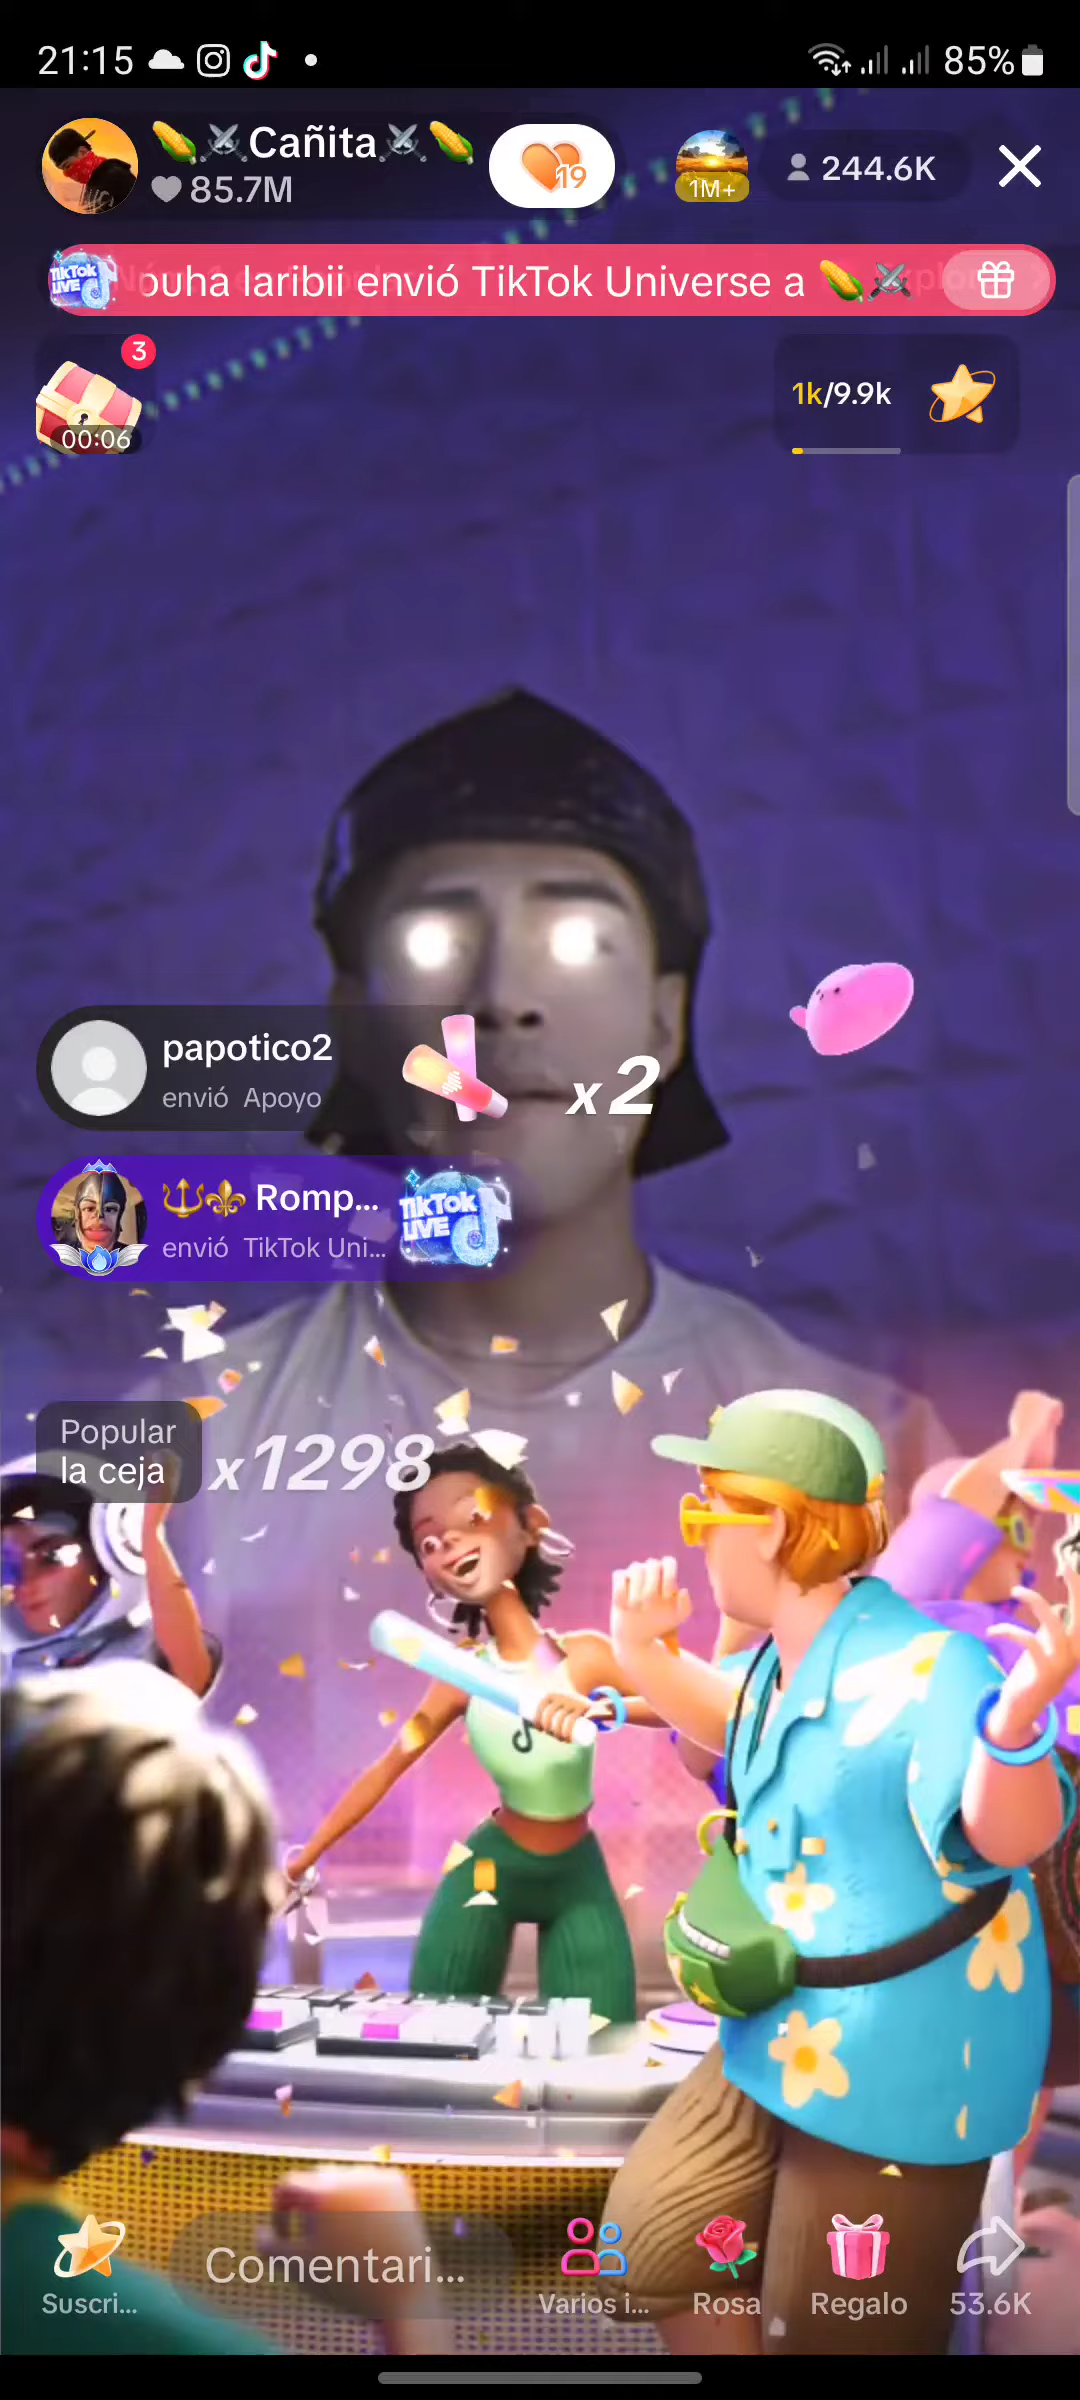 21:15
85%
🌽⚔️Cañita⚔️🌽
85.7M
19
1M+
244.6K
ouha laribii envió TikTok Universe a 🌽⚔️
TikTok
LIVE
3
00:06
1k/9.9k
papotico2
envió Apoyo
x2
🔱⚜️ Romp...
envió TikTok Uni...
TikTok
LIVE
Popular
la ceja
x1298
Comentari...
Suscri...
Varios i...
Rosa
Regalo
53.6K